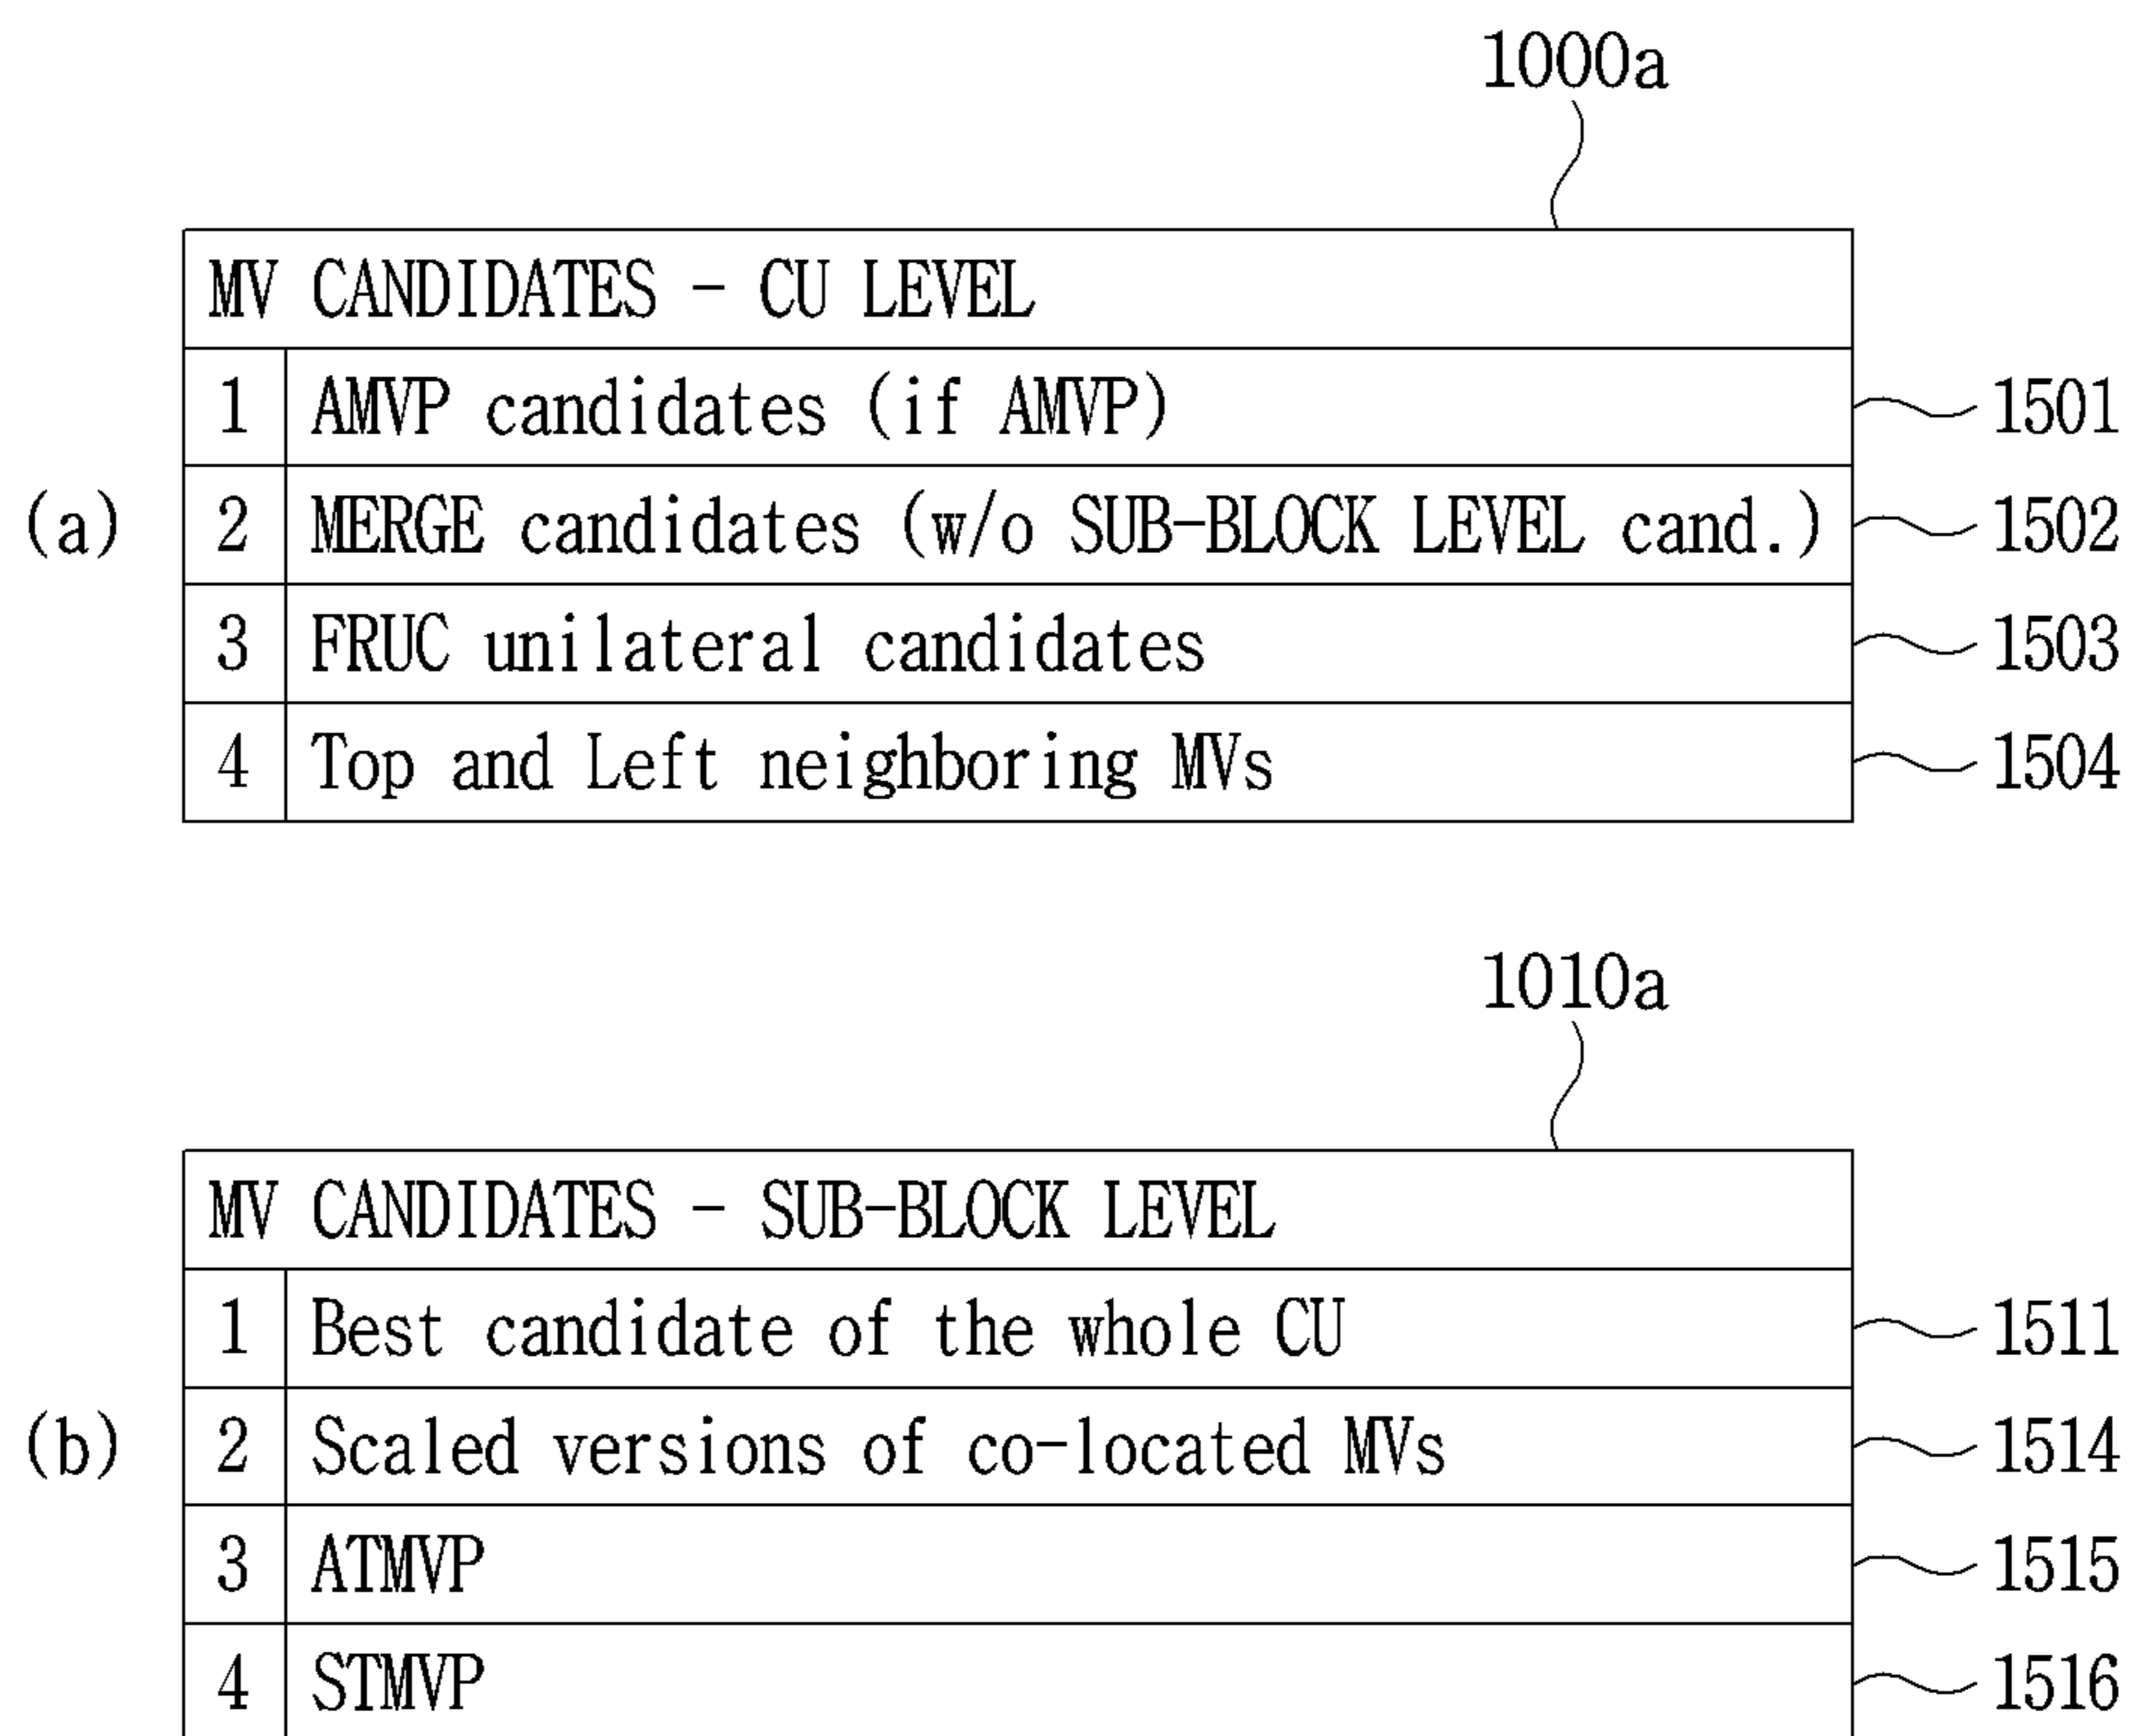 1000a
MV CANDIDATES - CU LEVEL
1 AMVP candidates (if AMVP) 1501
(a) 2 MERGE candidates (w/o SUB-BLOCK LEVEL cand.) 1502
3 FRUC unilateral candidates 1503
4 Top and Left neighboring MVs 1504
1010a
MV CANDIDATES - SUB-BLOCK LEVEL
1 Best candidate of the whole CU 1511
(b) 2 Scaled versions of co-located MVs 1514
3 ATMVP 1515
4 STMVP 1516